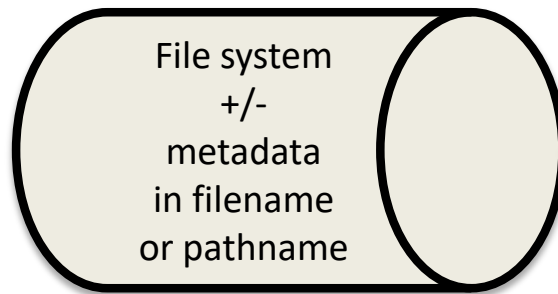 File system
+/-
metadata
in filename
or pathname